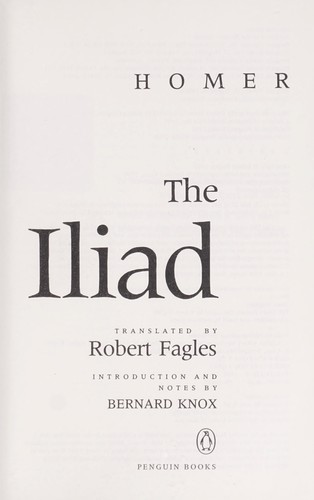 HOMER
The
Iliad
TRANSLATED BY
Robert Fagles
INTRODUCTION AND
NOTES BY
BERNARD KNOX
PENGUIN BOOKS